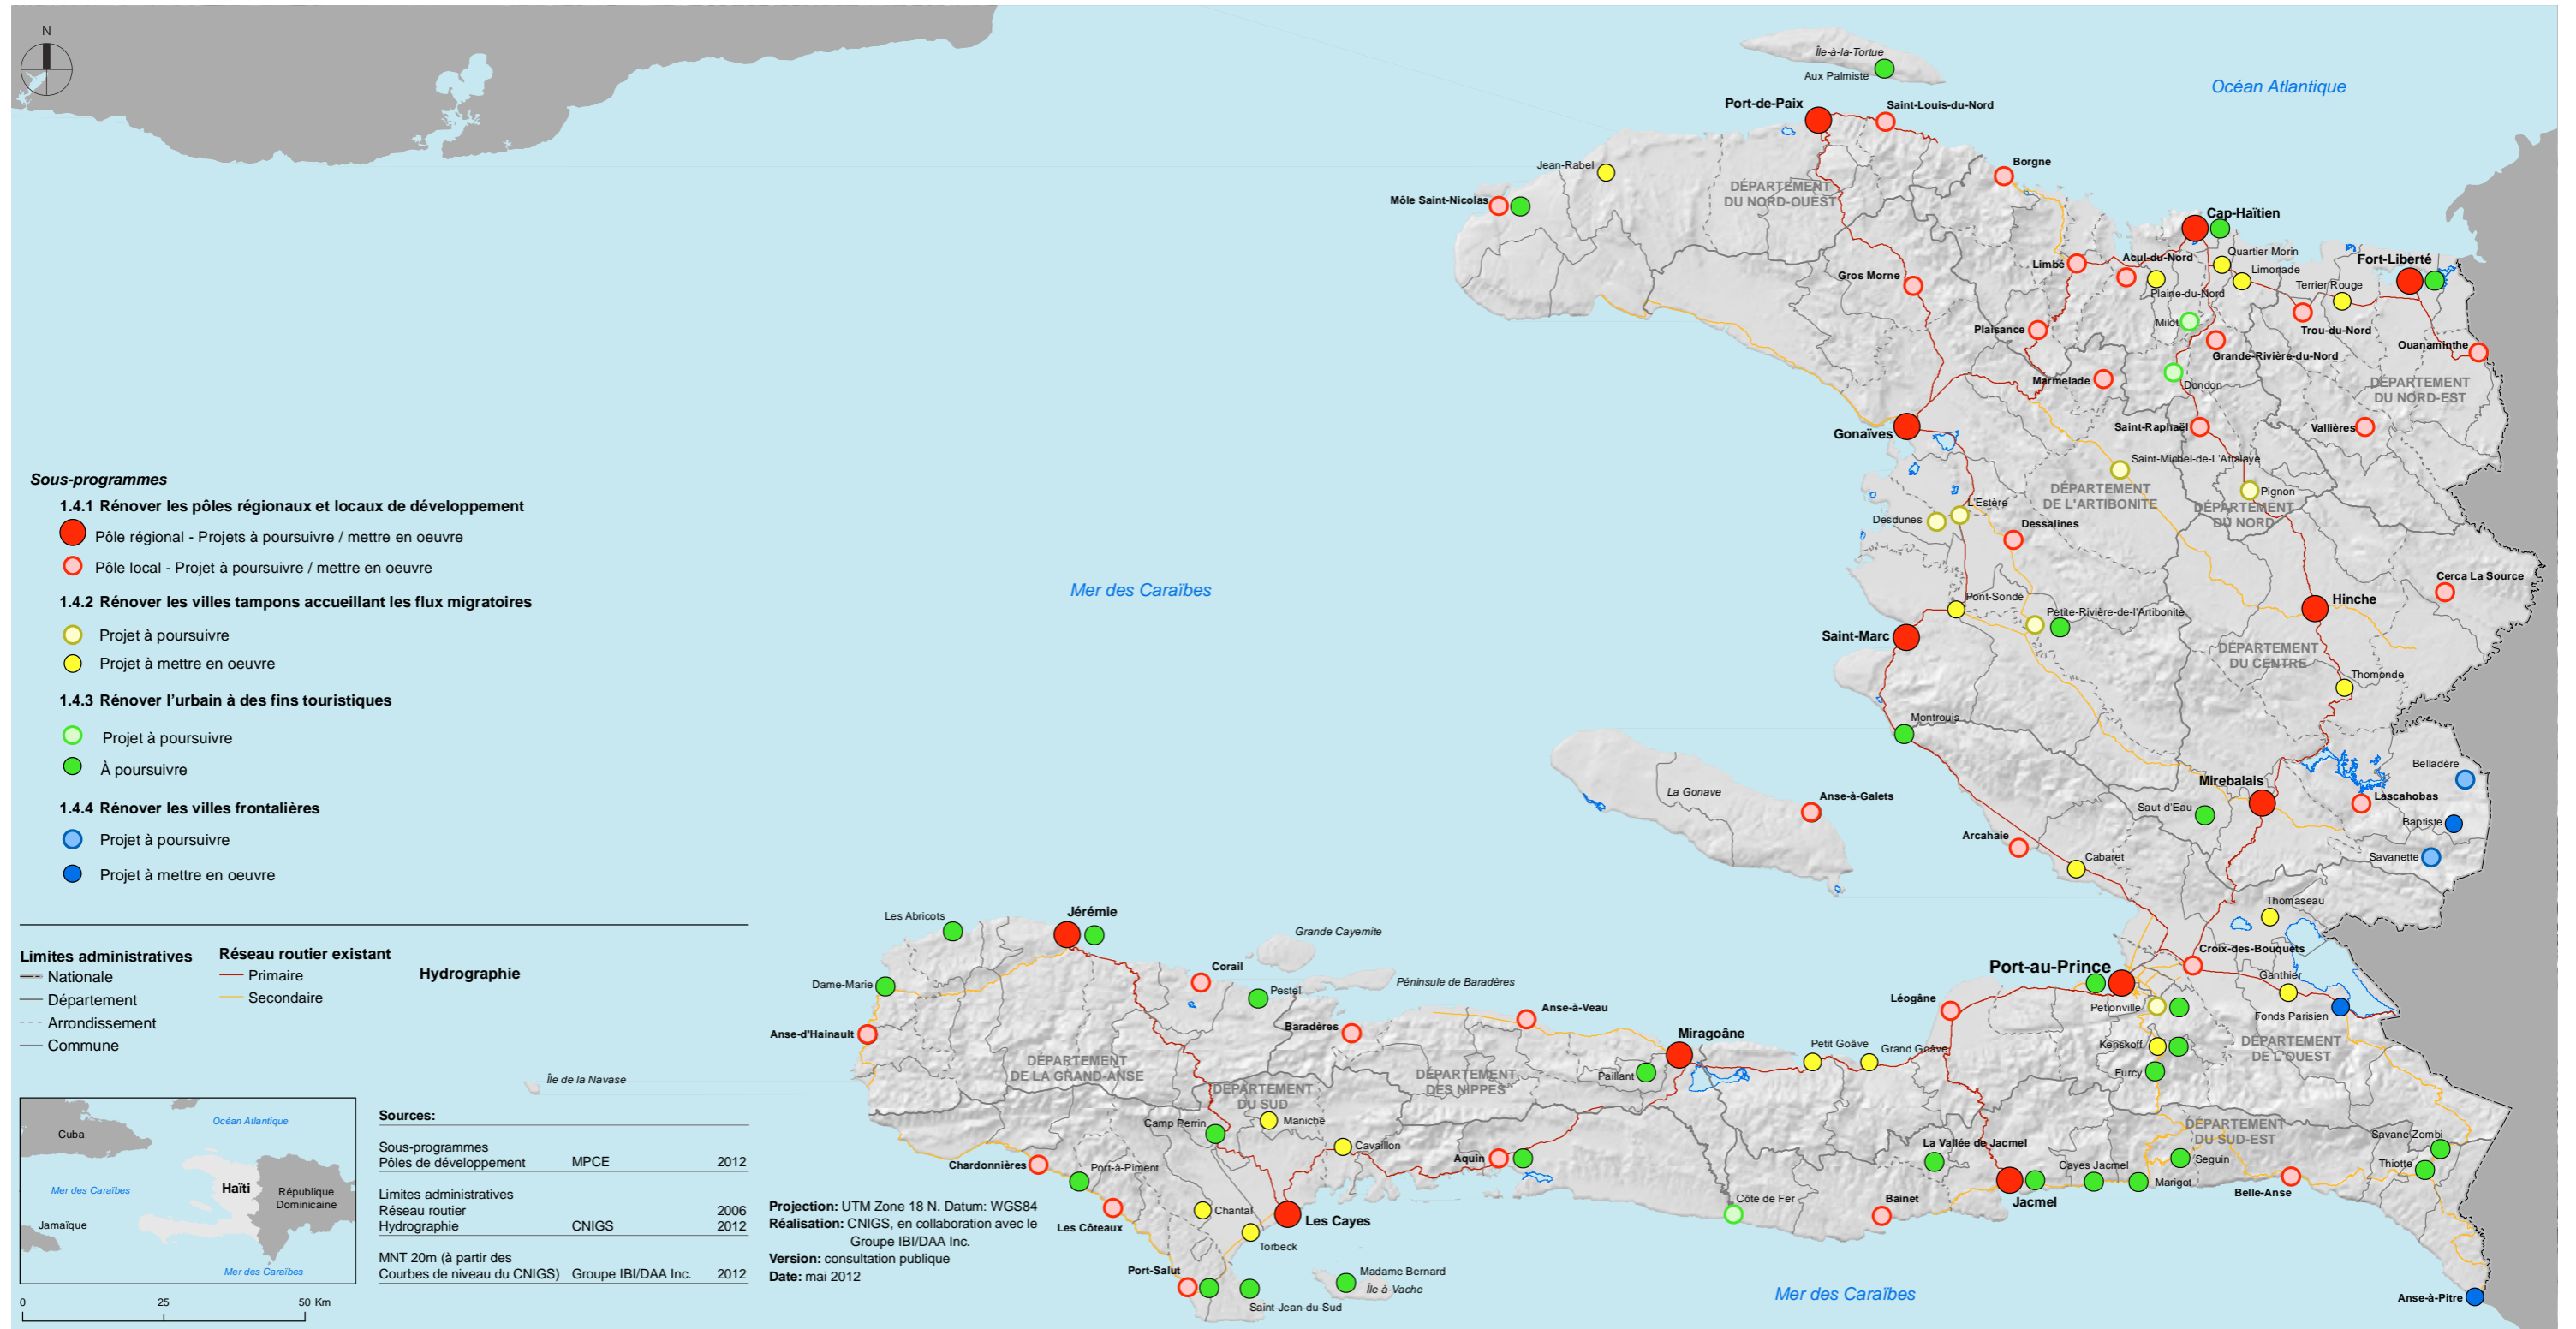 N
Île-à-la-Tortue
Aux Palmiste
Océan Atlantique
Port-de-Paix
Saint-Louis-du-Nord
Jean-Rabel
Borgne
DÉPARTEMENT
DU NORD-OUEST
Môle Saint-Nicolas
Cap-Haïtien
Quartier Morin
Limbé
Acul-du-Nord
Fort-Liberté
Limonade
Gros Morne
Plaine-du-Nord
Terrier Rouge
Milot
Trou-du-Nord
Plaisance
Ouanaminthe
Grande-Rivière-du-Nord
Marmelade
Dondon
DÉPARTEMENT
DU NORD-EST
Gonaïves
Saint-Raphaël
Vallières
Saint-Michel-de-L'Attalaye
DÉPARTEMENT
DE L'ARTIBONITE
Pignon
L'Estère
DÉPARTEMENT
DU NORD
Desdunes
Dessalines
Cerca La Source
Pont-Sondé
Hinche
Petite-Rivière-de-l'Artibonite
Saint-Marc
DÉPARTEMENT
DU CENTRE
Thomonde
Montrouis
Mer des Caraïbes
Belladère
Mirebalais
La Gonave
Anse-à-Galets
Lascahobas
Saut-d'Eau
Baptiste
Arcahaie
Cabaret
Savanette
Thomaseau
Sous-programmes
1.4.1 Rénover les pôles régionaux et locaux de développement
Pôle régional - Projets à poursuivre / mettre en oeuvre
Pôle local - Projet à poursuivre / mettre en oeuvre
1.4.2 Rénover les villes tampons accueillant les flux migratoires
Projet à poursuivre
Projet à mettre en oeuvre
1.4.3 Rénover l'urbain à des fins touristiques
Projet à poursuivre
À poursuivre
1.4.4 Rénover les villes frontalières
Projet à poursuivre
Projet à mettre en oeuvre
Limites administratives
Nationale
Département
Arrondissement
Commune
Réseau routier existant
Primaire
Secondaire
Hydrographie
Les Abricots
Jérémie
Grande Cayemite
Croix-des-Bouquets
Port-au-Prince
Ganthier
Corail
Dame-Marie
Pestel
Péninsule de Baradères
Léogâne
Petionville
Anse-à-Veau
Fonds Parisien
Anse-d'Hainault
Baradères
Miragoâne
Petit Goâve
Grand Goâve
Kenskoff
DÉPARTEMENT
DE L'OUEST
DÉPARTEMENT
DE LA GRAND-ANSE
Paillant
Furcy
Île de la Navase
DÉPARTEMENT
DU SUD
DÉPARTEMENT
DES NIPPES
Camp Perrin
Maniche
Cavaillon
DÉPARTEMENT
DU SUD-EST
La Vallée de Jacmel
Savane Zombi
Chardonnières
Port-à-Piment
Aquin
Cayes Jacmel
Seguin
Thiotte
Marigot
Côte de Fer
Bainet
Jacmel
Belle-Anse
Les Côteaux
Chantal
Les Cayes
Torbeck
Port-Salut
Madame Bernard
Île-à-Vache
Saint-Jean-du-Sud
Mer des Caraïbes
Anse-à-Pitre
Océan Atlantique
Cuba
Mer des Caraïbes
Haïti
République
Dominicaine
Jamaïque
Mer des Caraïbes
0 25 50 Km
Sources:
Sous-programmes
Pôles de développement MPCE 2012
Limites administratives
Réseau routier 2006
Hydrographie CNIGS 2012
MNT 20m (à partir des
Courbes de niveau du CNIGS) Groupe IBI/DAA Inc. 2012
Projection: UTM Zone 18 N. Datum: WGS84
Réalisation: CNIGS, en collaboration avec le
Groupe IBI/DAA Inc.
Version: consultation publique
Date: mai 2012